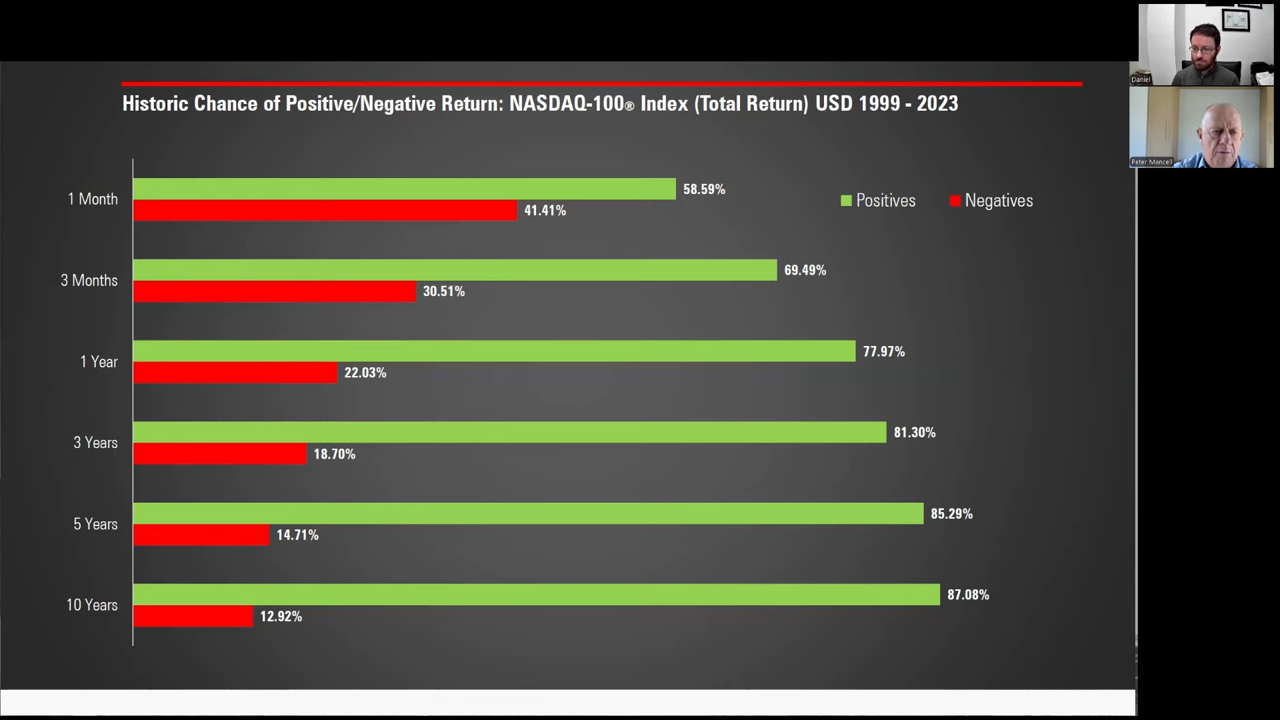 Historic Chance of Positive/Negative Return: NASDAQ-100® Index (Total Return) USD 1999 - 2023
Positives
Negatives
1 Month
58.59%
41.41%
3 Months
69.49%
30.51%
1 Year
77.97%
22.03%
3 Years
81.30%
18.70%
5 Years
85.29%
14.71%
10 Years
87.08%
12.92%
Daniel
Peter Mancell